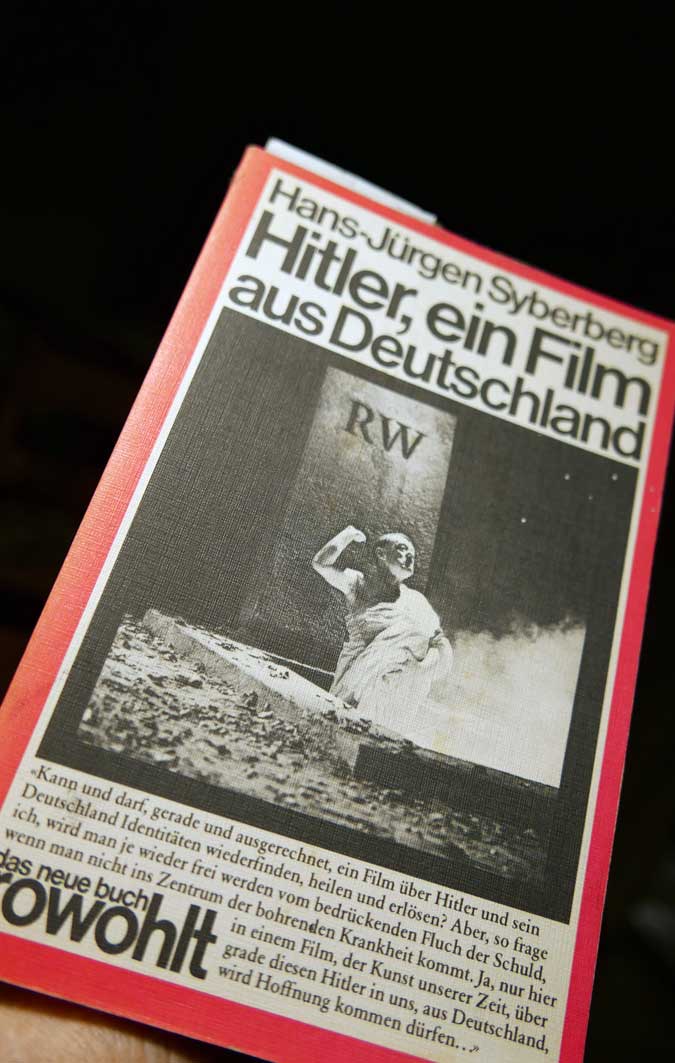 Hans-Jürgen Syberberg
Hitler, ein Film
aus Deutschland
RW
«Kann und darf, gerade und ausgerechnet, ein Film über Hitler und sein
Deutschland Identitäten wiederfinden, heilen und erlösen? Aber, so frage
ich, wird man je wieder frei werden vom bedrückenden Fluch der Schuld,
wenn man nicht ins Zentrum der bohrenden Krankheit kommt. Ja, nur hier
in einem Film, der Kunst unserer Zeit, über
grade diesen Hitler in uns, aus Deutschland,
wird Hoffnung kommen dürfen...»
das neue buch
rowohlt